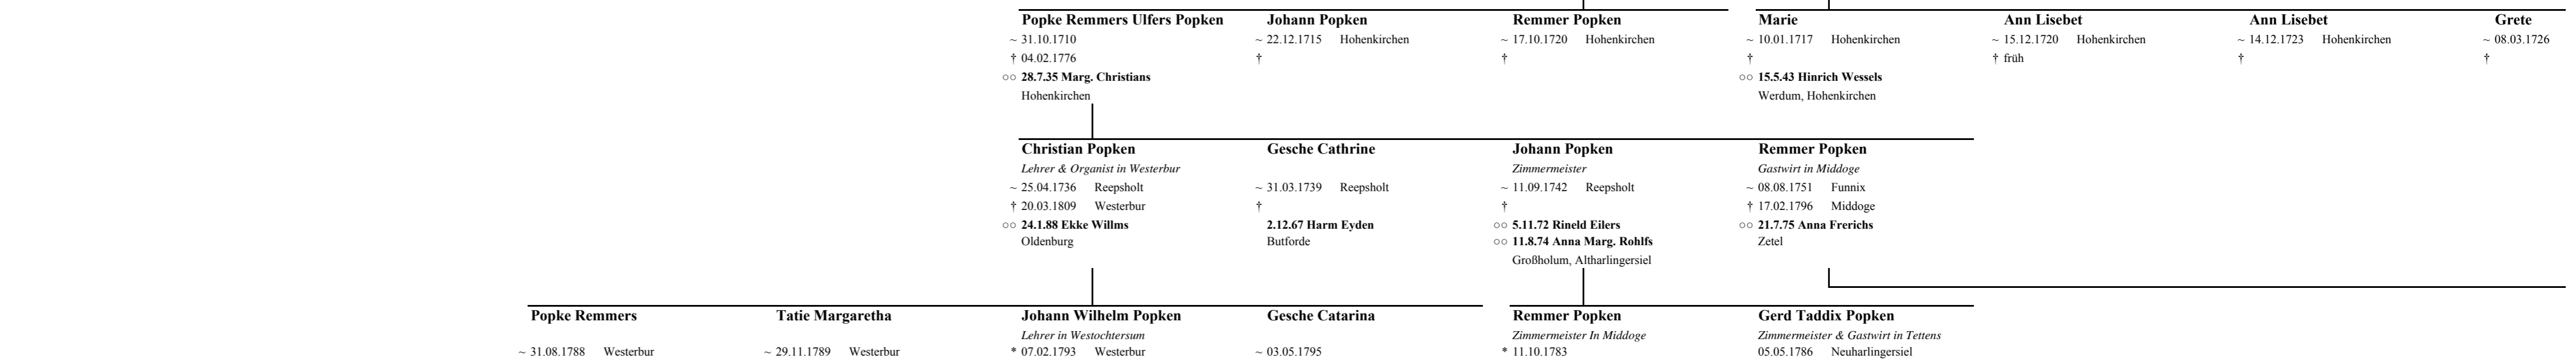 Popke Remmers Ulfers Popken Johann Popken Remmer Popken Marie Ann Lisebet Ann Lisebet Grete
~ 31.10.1710 ~ 22.12.1715 Hohenkirchen ~ 17.10.1720 Hohenkirchen ~ 10.01.1717 Hohenkirchen ~ 15.12.1720 Hohenkirchen ~ 14.12.1723 Hohenkirchen ~ 08.03.1726
† 04.02.1776 † † † † früh † †
○○ 28.7.35 Marg. Christians ○○ 15.5.43 Hinrich Wessels
Hohenkirchen Werdum, Hohenkirchen
Christian Popken Gesche Cathrine Johann Popken Remmer Popken
Lehrer & Organist in Westerbur Zimmermeister Gastwirt in Middoge
~ 25.04.1736 Reepsholt ~ 31.03.1739 Reepsholt ~ 11.09.1742 Reepsholt ~ 08.08.1751 Funnix
† 20.03.1809 Westerbur † † † 17.02.1796 Middoge
○○ 24.1.88 Ekke Willms 2.12.67 Harm Eyden ○○ 5.11.72 Rineld Eilers ○○ 21.7.75 Anna Frerichs
Oldenburg Butforde ○○ 11.8.74 Anna Marg. Rohlfs Zetel
Großholum, Altharlingersiel
Popke Remmers Tatie Margaretha Johann Wilhelm Popken Gesche Catarina Remmer Popken Gerd Taddix Popken
Lehrer in Westochtersum Zimmermeister In Middoge Zimmermeister & Gastwirt in Tettens
~ 31.08.1788 Westerbur ~ 29.11.1789 Westerbur * 07.02.1793 Westerbur ~ 03.05.1795 * 11.10.1783 05.05.1786 Neuharlingersiel